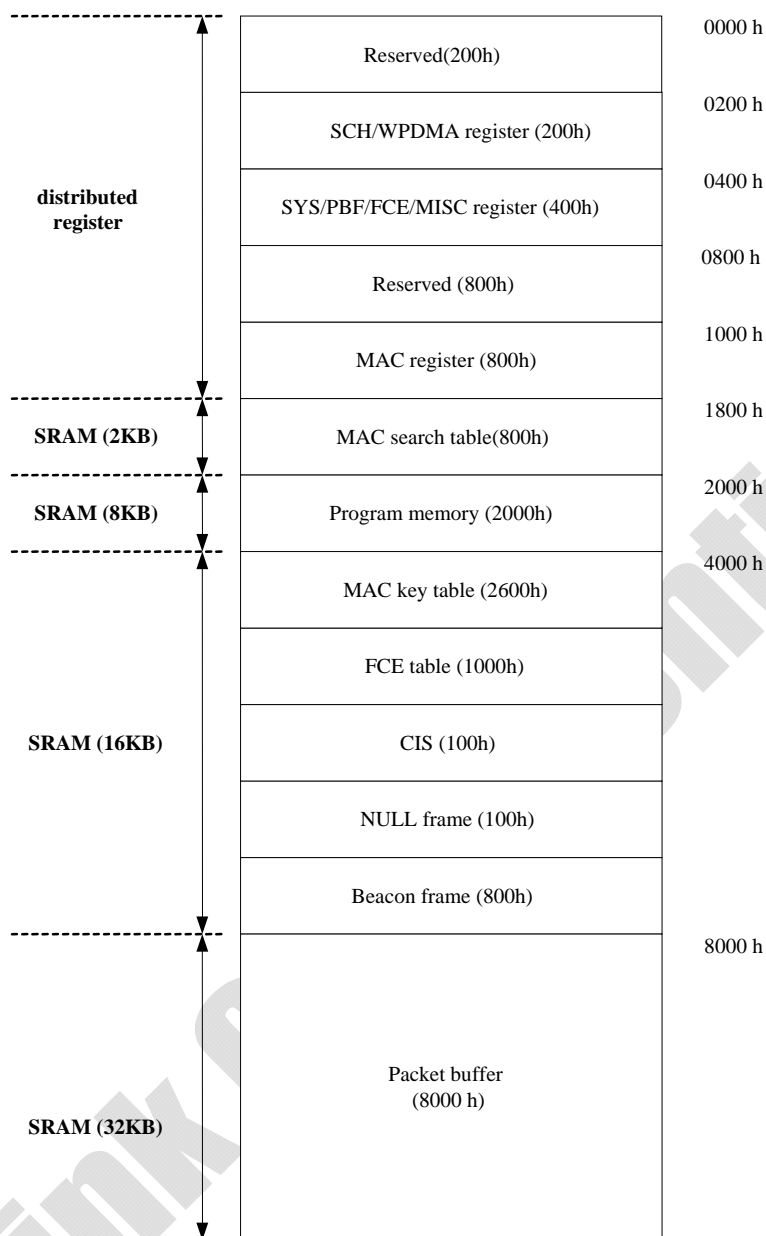 0000 h
Reserved(200h)
0200 h
SCH/WPDMA register (200h)
0400 h
distributed
register
SYS/PBF/FCE/MISC register (400h)
0800 h
Reserved (800h)
1000 h
MAC register (800h)
1800 h
SRAM (2KB)
MAC search table(800h)
2000 h
SRAM (8KB)
Program memory (2000h)
4000 h
MAC key table (2600h)
FCE table (1000h)
SRAM (16KB)
CIS (100h)
NULL frame (100h)
Beacon frame (800h)
8000 h
Packet buffer
(8000 h)
SRAM (32KB)